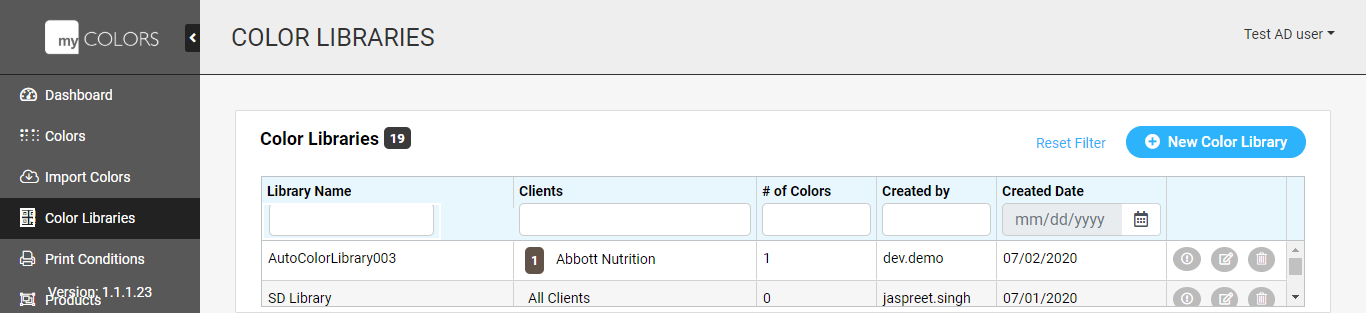 my COLORS
COLOR LIBRARIES
Test AD user
Dashboard
Colors
Import Colors
Color Libraries
Print Conditions
Products
Version: 1.1.1.23
Color Libraries 19
Reset Filter
New Color Library
Library Name Clients # of Colors Created by Created Date
mm/dd/yyyy
AutoColorLibrary003 1 Abbott Nutrition 1 dev.demo 07/02/2020
SD Library All Clients 0 jaspreet.singh 07/01/2020